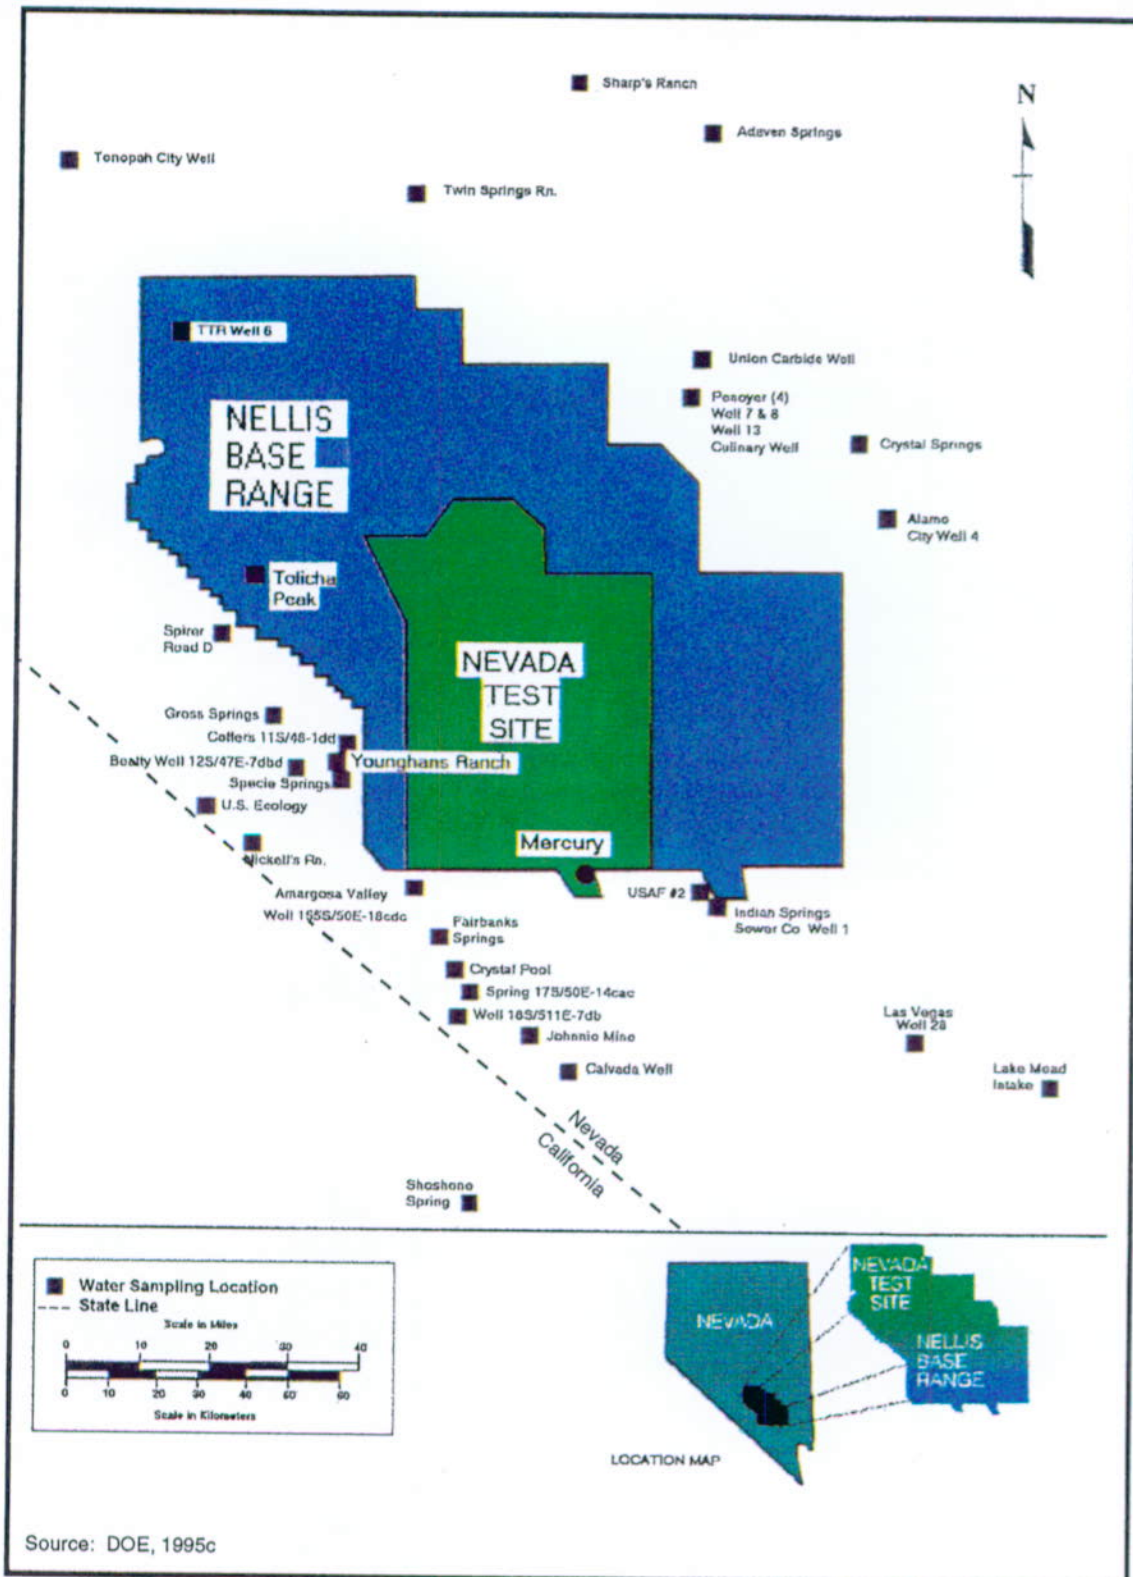 Sharp's Ranch
N
Adaven Springs
Tonopah City Well
Twin Springs Rn.
TTR Well 6
Union Carbide Well
NELLIS
BASE
RANGE
Penoyer (4)
Well 7 & 8
Well 13
Culinary Well
Crystal Springs
Alamo
City Well 4
Tolicha
Peak
Spicer
Road D
NEVADA
TEST
SITE
Gross Springs
Coffers 11S/48-1dd
Beatty Well 12S/47E-7dbd
Younghans Ranch
Specie Springs
U.S. Ecology
Nickell's Rn.
Mercury
Amargosa Valley
Well 155S/50E-18cdc
USAF #2
Indian Springs
Sewer Co Well 1
Fairbanks
Springs
Crystal Pool
Spring 17S/50E-14cac
Well 18S/511E-7db
Johnnie Mine
Calvada Well
Las Vegas
Well 28
Lake Mead
Intake
Nevada
California
Shoshone
Spring
Water Sampling Location
State Line
Scale in Miles
0 10 20 30 40
0 10 20 30 40 50 60
Scale in Kilometers
NEVADA
NEVADA
TEST
SITE
NELLIS
BASE
RANGE
LOCATION MAP
Source: DOE, 1995c